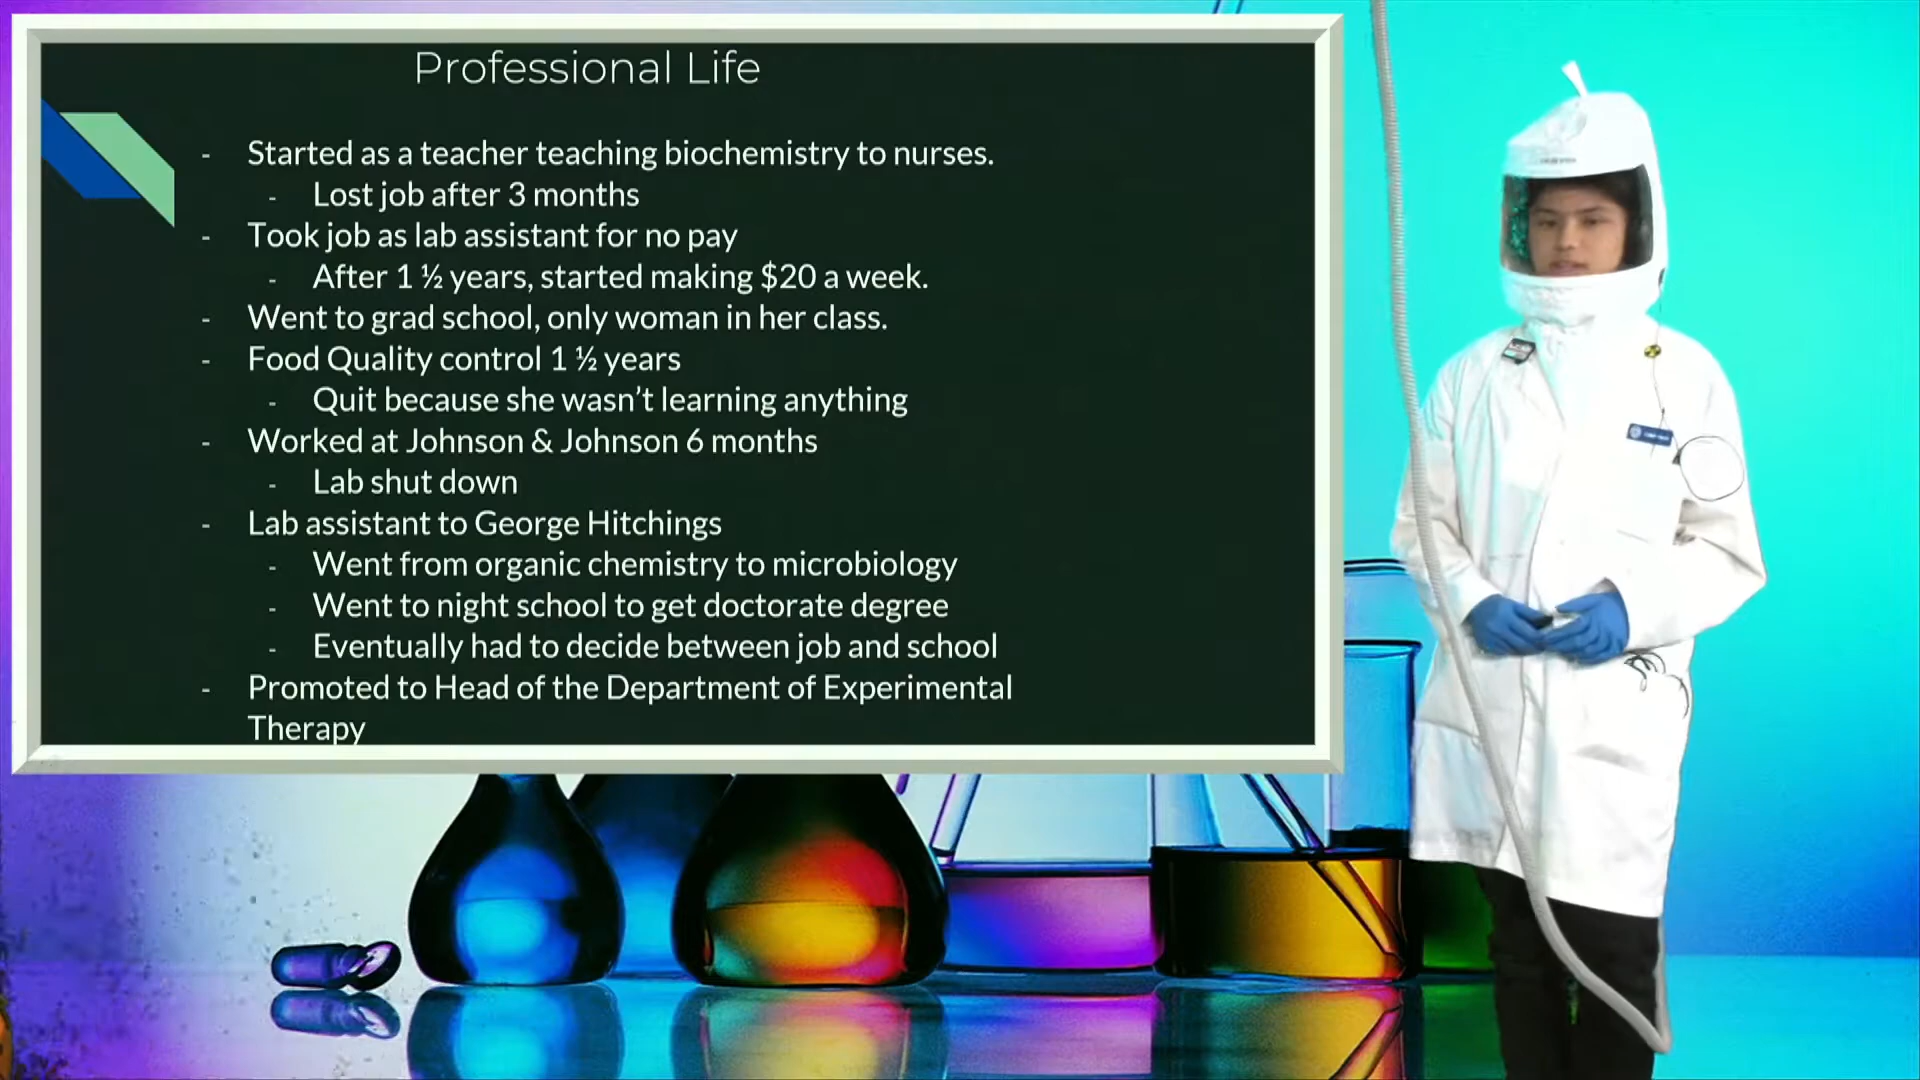 Professional Life
- Started as a teacher teaching biochemistry to nurses.
- Lost job after 3 months
- Took job as lab assistant for no pay
- After 1 ½ years, started making $20 a week.
- Went to grad school, only woman in her class.
- Food Quality control 1 ½ years
- Quit because she wasn't learning anything
- Worked at Johnson & Johnson 6 months
- Lab shut down
- Lab assistant to George Hitchings
- Went from organic chemistry to microbiology
- Went to night school to get doctorate degree
- Eventually had to decide between job and school
- Promoted to Head of the Department of Experimental
Therapy